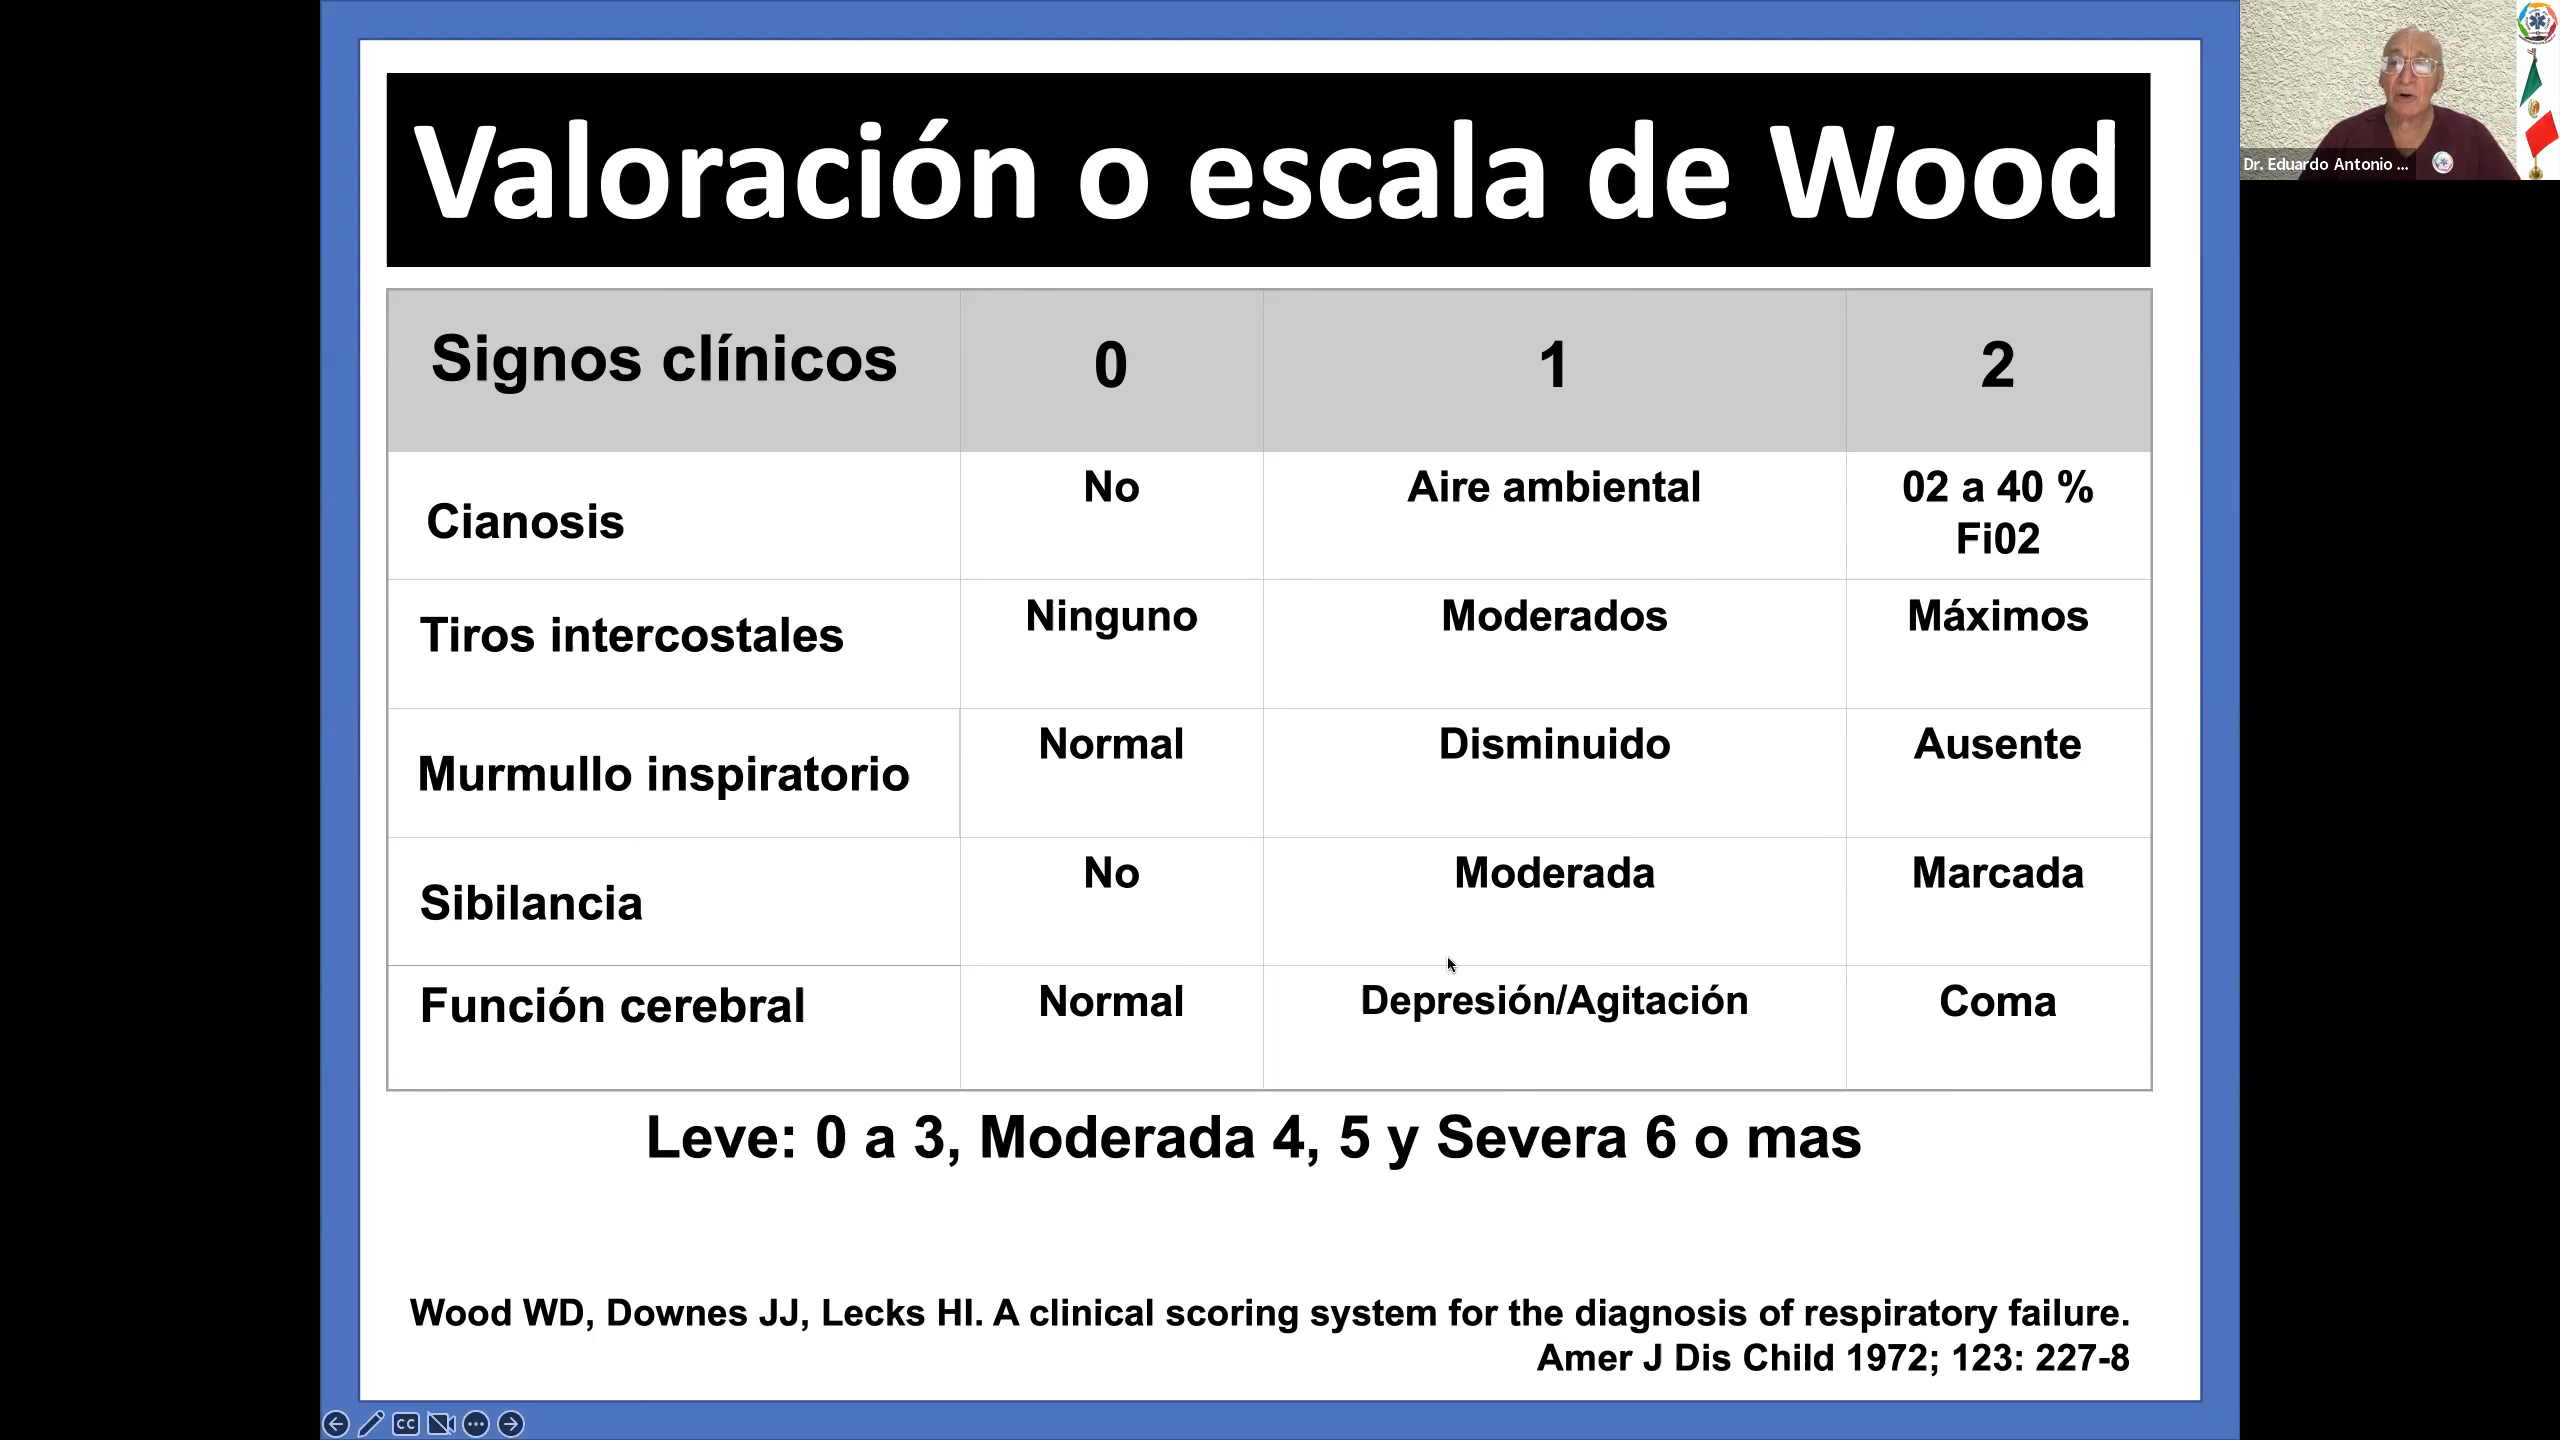 Valoración o escala de Wood
Dr. Eduardo Antonio ...
Signos clínicos 0 1 2
Cianosis No Aire ambiental 02 a 40 %
Fi02
Tiros intercostales Ninguno Moderados Máximos
Murmullo inspiratorio Normal Disminuido Ausente
Sibilancia No Moderada Marcada
Función cerebral Normal Depresión/Agitación Coma
Leve: 0 a 3, Moderada 4, 5 y Severa 6 o mas
Wood WD, Downes JJ, Lecks HI. A clinical scoring system for the diagnosis of respiratory failure.
Amer J Dis Child 1972; 123: 227-8
CC